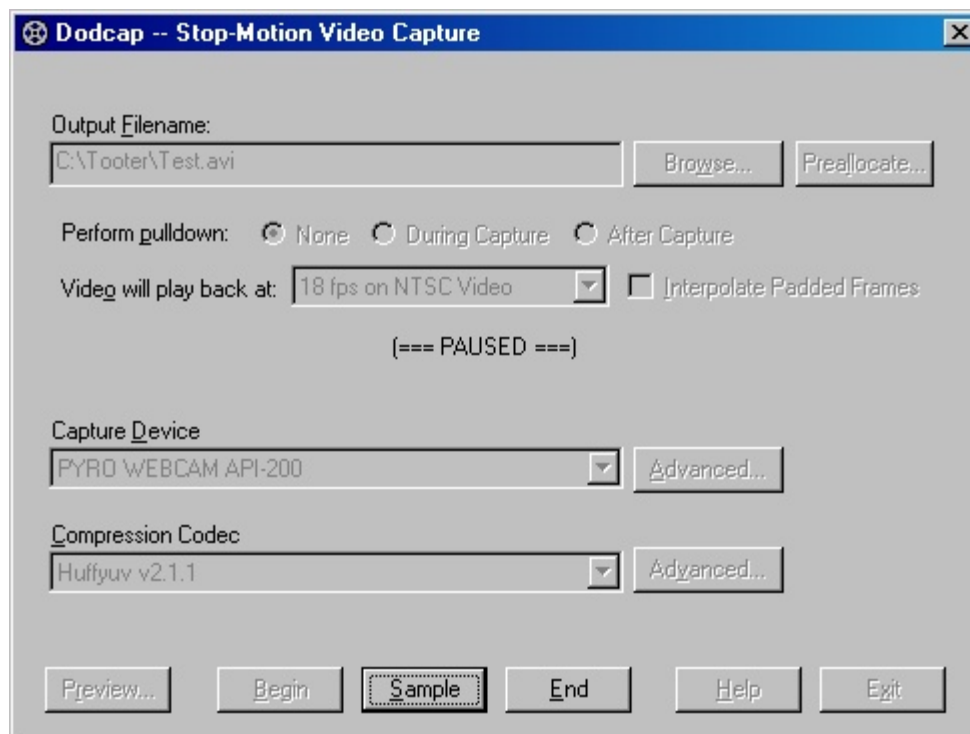 Dodcap -- Stop-Motion Video Capture
Output Filename:
C:\Tooter\Test.avi Browse... Preallocate...
Perform pulldown: None During Capture After Capture
Video will play back at: 18 fps on NTSC Video Interpolate Padded Frames
(=== PAUSED ===)
Capture Device
PYRO WEBCAM API-200 Advanced...
Compression Codec
Huffyuv v2.1.1 Advanced...
Preview... Begin Sample End Help Exit